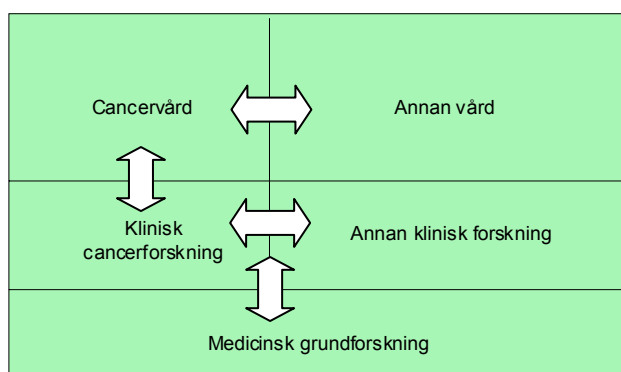 Cancervård
Annan vård
Klinisk
cancerforskning
Annan klinisk forskning
Medicinsk grundforskning